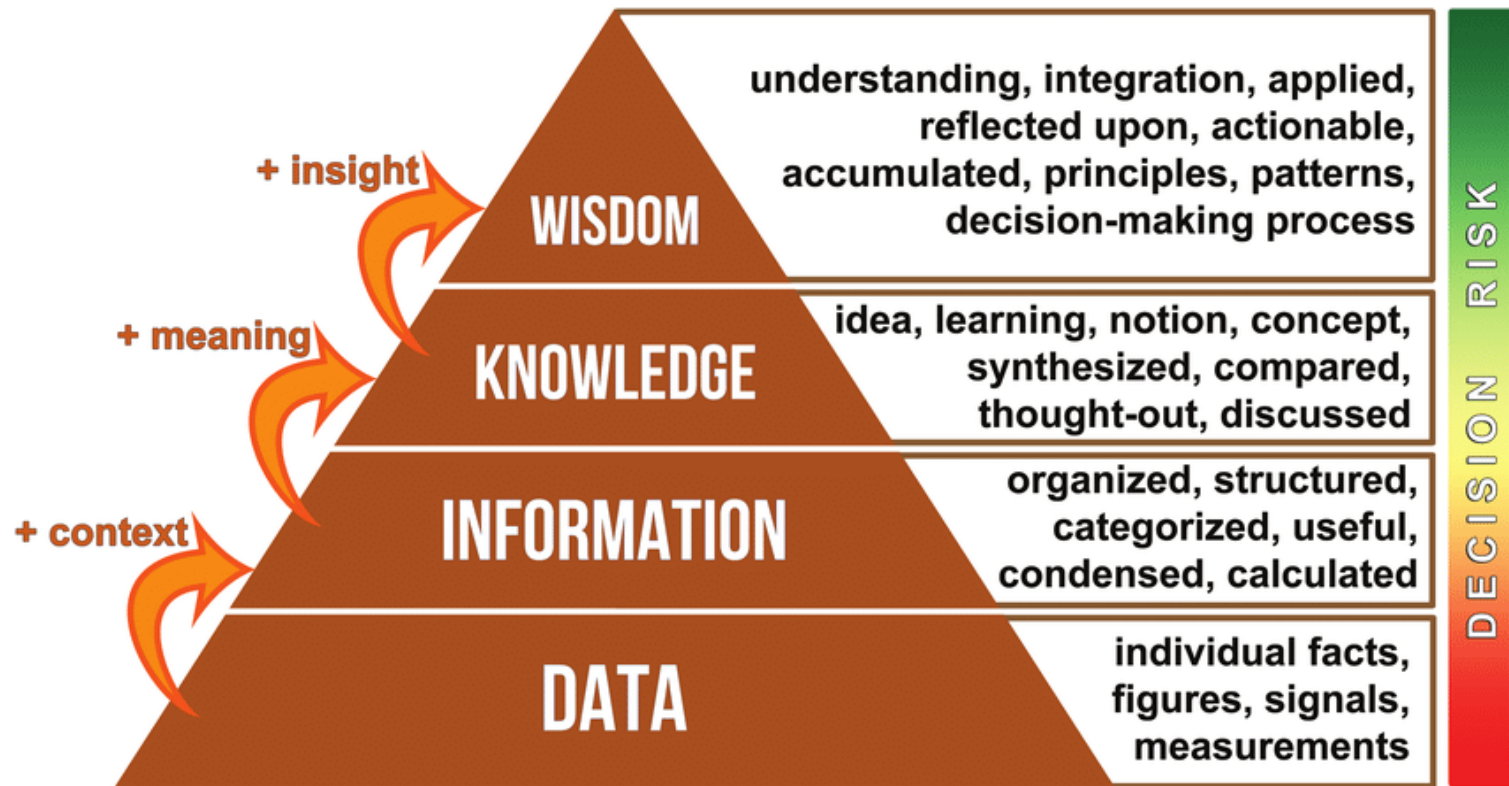 understanding, integration, applied,
reflected upon, actionable,
accumulated, principles, patterns,
decision-making process
+ insight
WISDOM
idea, learning, notion, concept,
synthesized, compared,
thought-out, discussed
+ meaning
KNOWLEDGE
organized, structured,
categorized, useful,
condensed, calculated
+ context
INFORMATION
individual facts,
figures, signals,
measurements
DATA
DECISION RISK